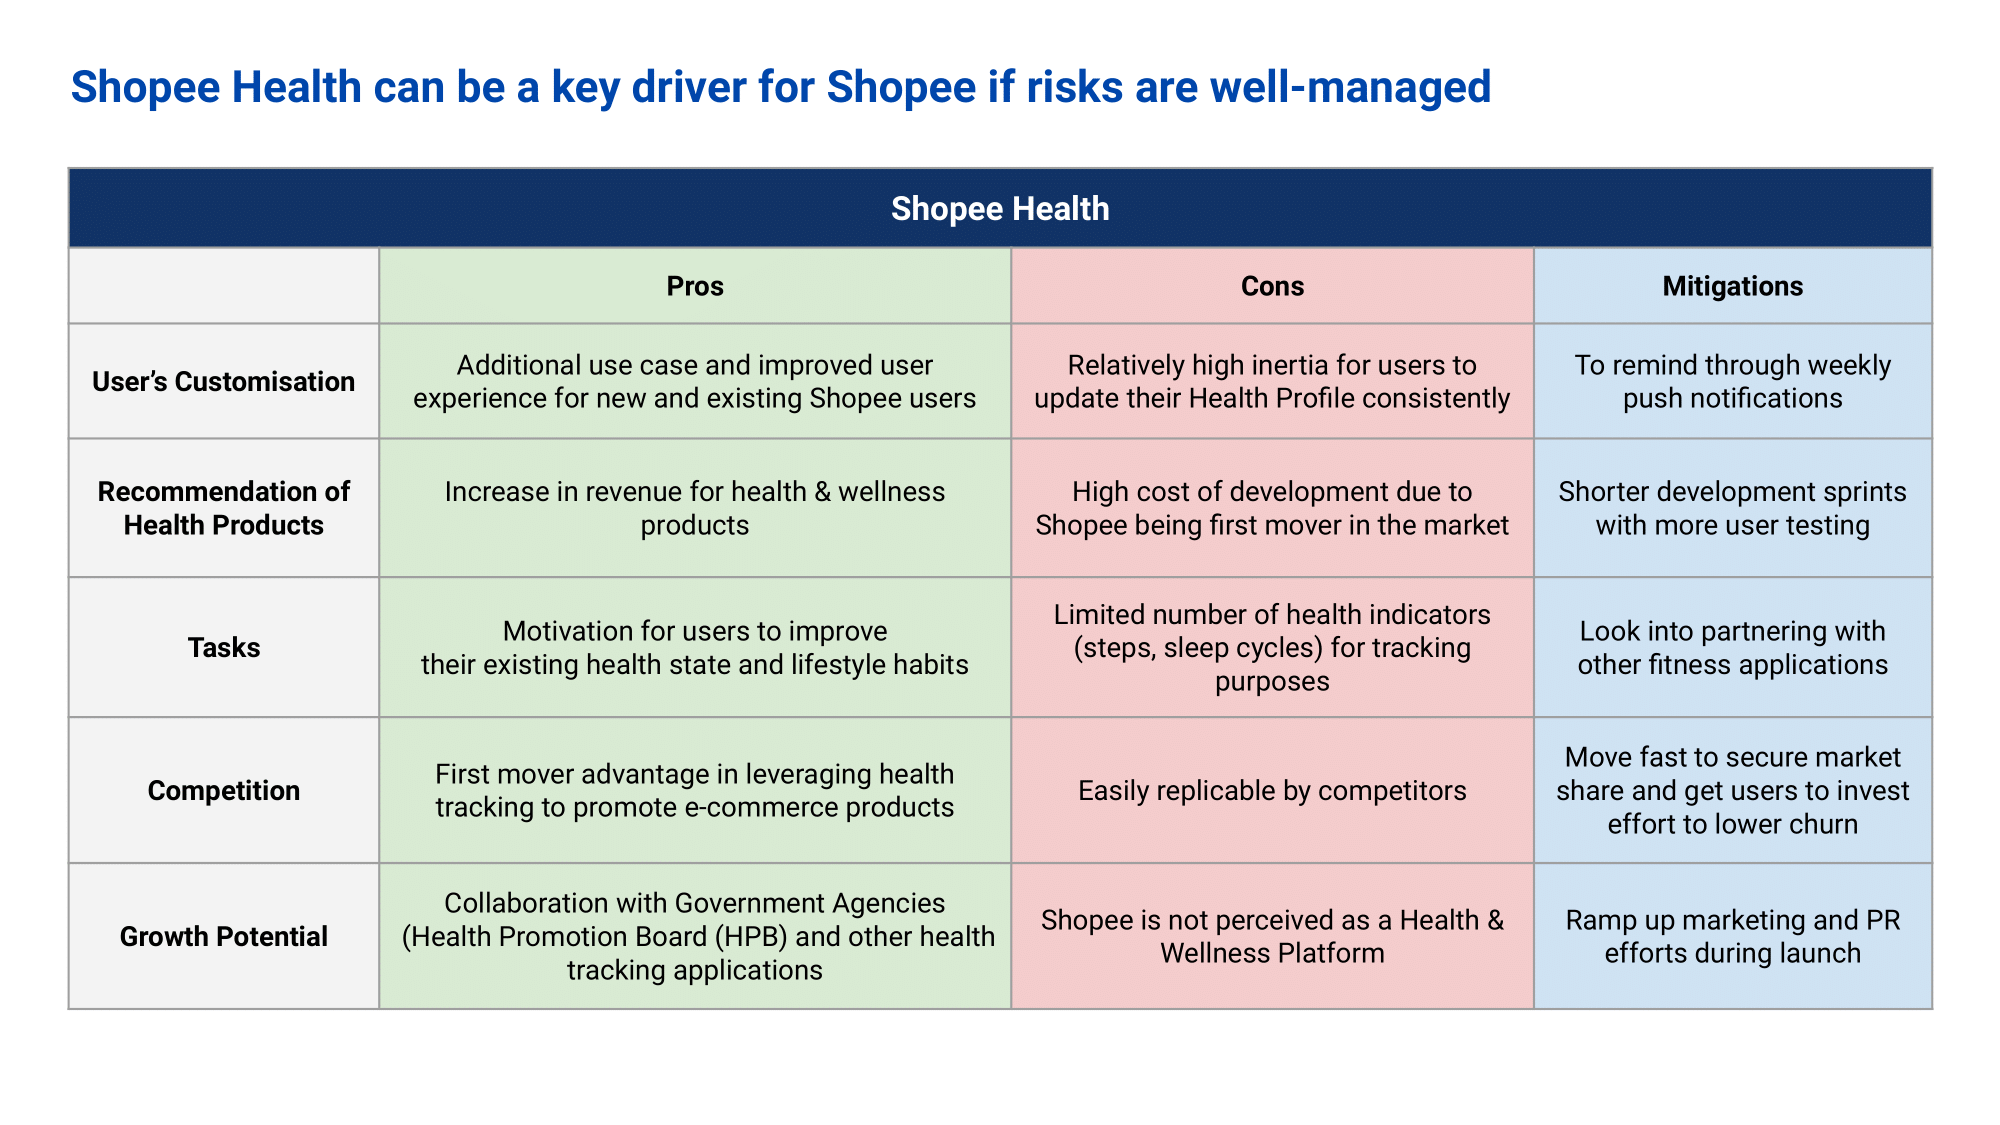 Shopee Health can be a key driver for Shopee if risks are well-managed
Shopee Health
Pros
Cons
Mitigations
User’s Customisation
Additional use case and improved user
experience for new and existing Shopee users
Relatively high inertia for users to
update their Health Profile consistently
To remind through weekly
push notifications
Recommendation of
Health Products
Increase in revenue for health & wellness
products
High cost of development due to
Shopee being first mover in the market
Shorter development sprints
with more user testing
Tasks
Motivation for users to improve
their existing health state and lifestyle habits
Limited number of health indicators
(steps, sleep cycles) for tracking
purposes
Look into partnering with
other fitness applications
Competition
First mover advantage in leveraging health
tracking to promote e-commerce products
Easily replicable by competitors
Move fast to secure market
share and get users to invest
effort to lower churn
Growth Potential
Collaboration with Government Agencies
(Health Promotion Board (HPB) and other health
tracking applications
Shopee is not perceived as a Health &
Wellness Platform
Ramp up marketing and PR
efforts during launch